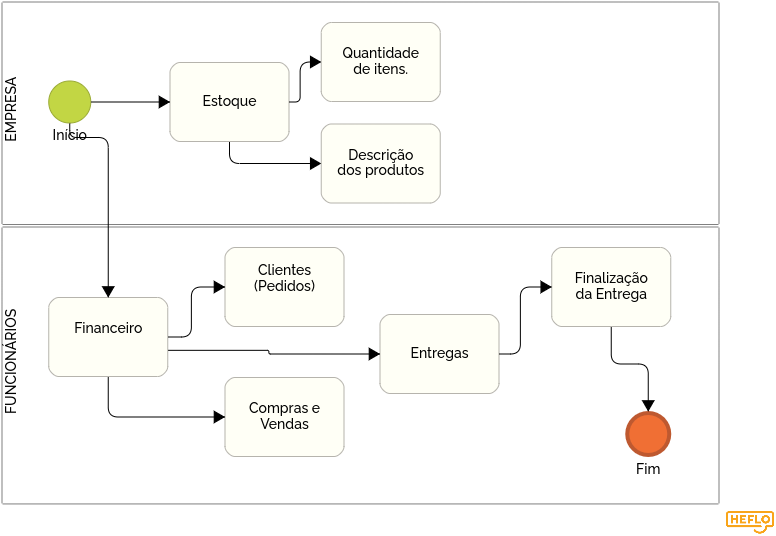 EMPRESA
Início
Estoque
Quantidade
de itens.
Descrição
dos produtos
FUNCIONÁRIOS
Financeiro
Clientes
(Pedidos)
Compras e
Vendas
Entregas
Finalização
da Entrega
Fim
HEFLO